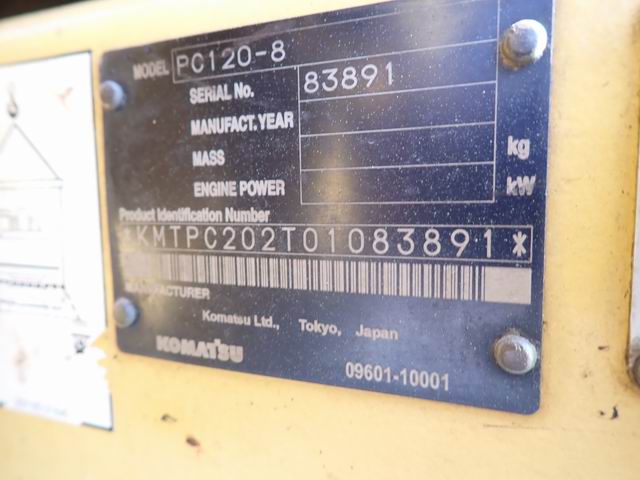 MODEL PC120-8
SERIAL No. 83891
MANUFACT. YEAR
MASS kg
ENGINE POWER kW
Product Identification Number
*KMTPC202T01083891*
MANUFACTURER
Komatsu Ltd., Tokyo, Japan
KOMATSU
09601-10001